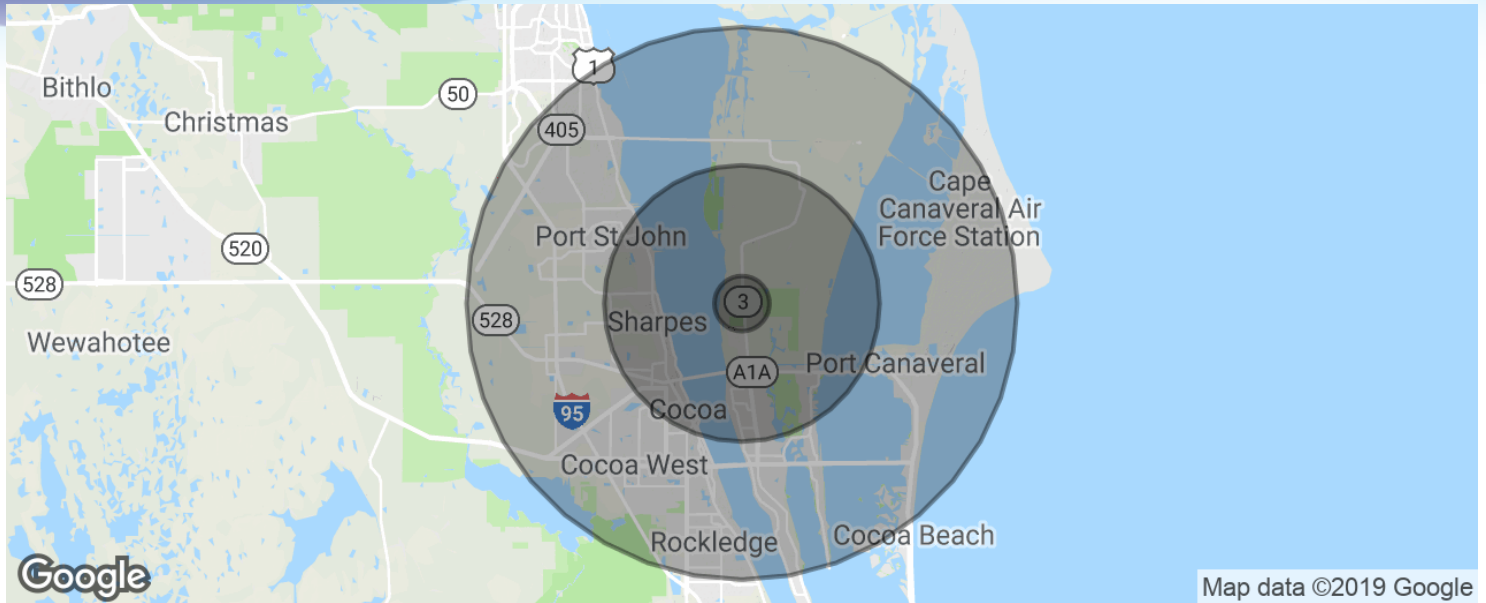 1
Bithlo
50
Christmas
405
Cape
Canaveral Air
Force Station
Port St John
520
528
3
528
Sharpes
Wewahotee
Port Canaveral
A1A
95
Cocoa
Cocoa West
Cocoa Beach
Rockledge
Google
Map data ©2019 Google